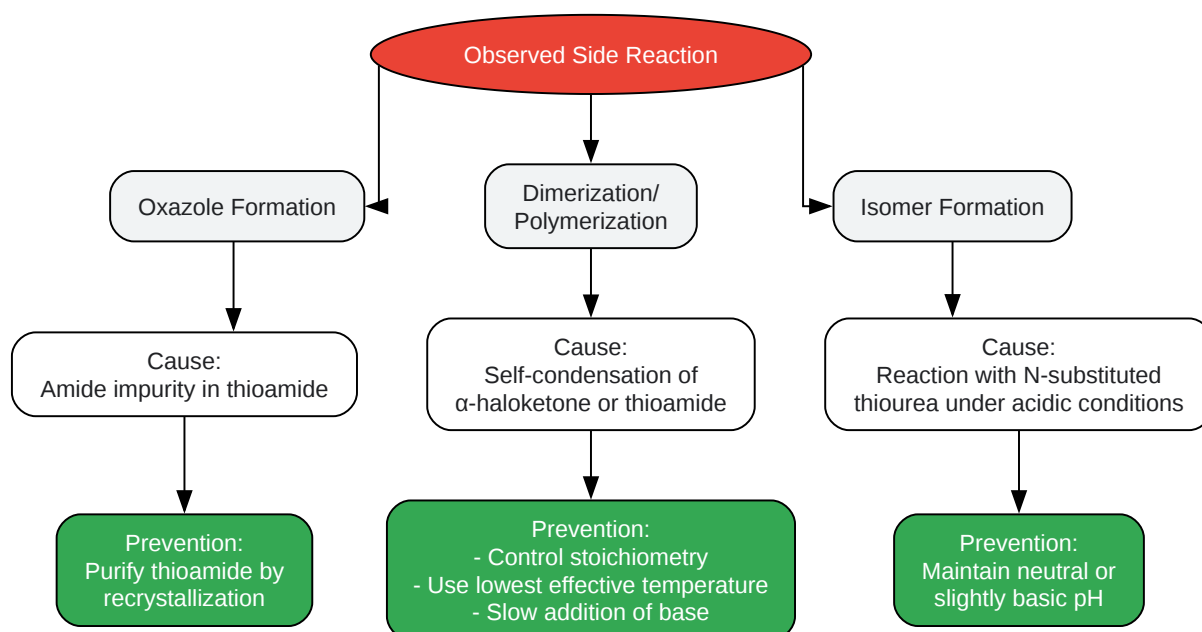 Observed Side Reaction
Oxazole Formation
Dimerization/
Polymerization
Isomer Formation
Cause:
Amide impurity in thioamide
Cause:
Self-condensation of
α-haloketone or thioamide
Cause:
Reaction with N-substituted
thiourea under acidic conditions
Prevention:
Purify thioamide by
recrystallization
Prevention:
- Control stoichiometry
- Use lowest effective temperature
- Slow addition of base
Prevention:
Maintain neutral or
slightly basic pH